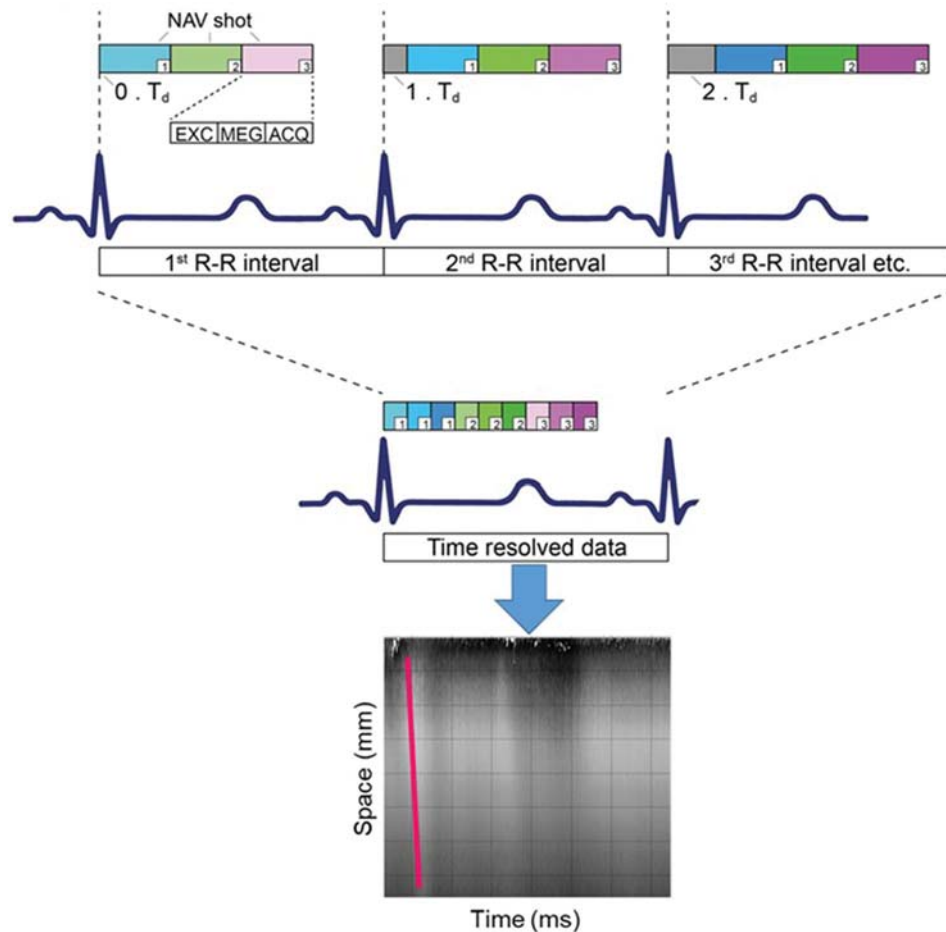 NAV shot
1 2 3 1 2 3 1 2 3
0 . Td 1 . Td 2 . Td
EXC MEG ACQ
1st R-R interval 2nd R-R interval 3rd R-R interval etc.
1 1 1 2 2 2 3 3 3
Time resolved data
Space (mm)
Time (ms)